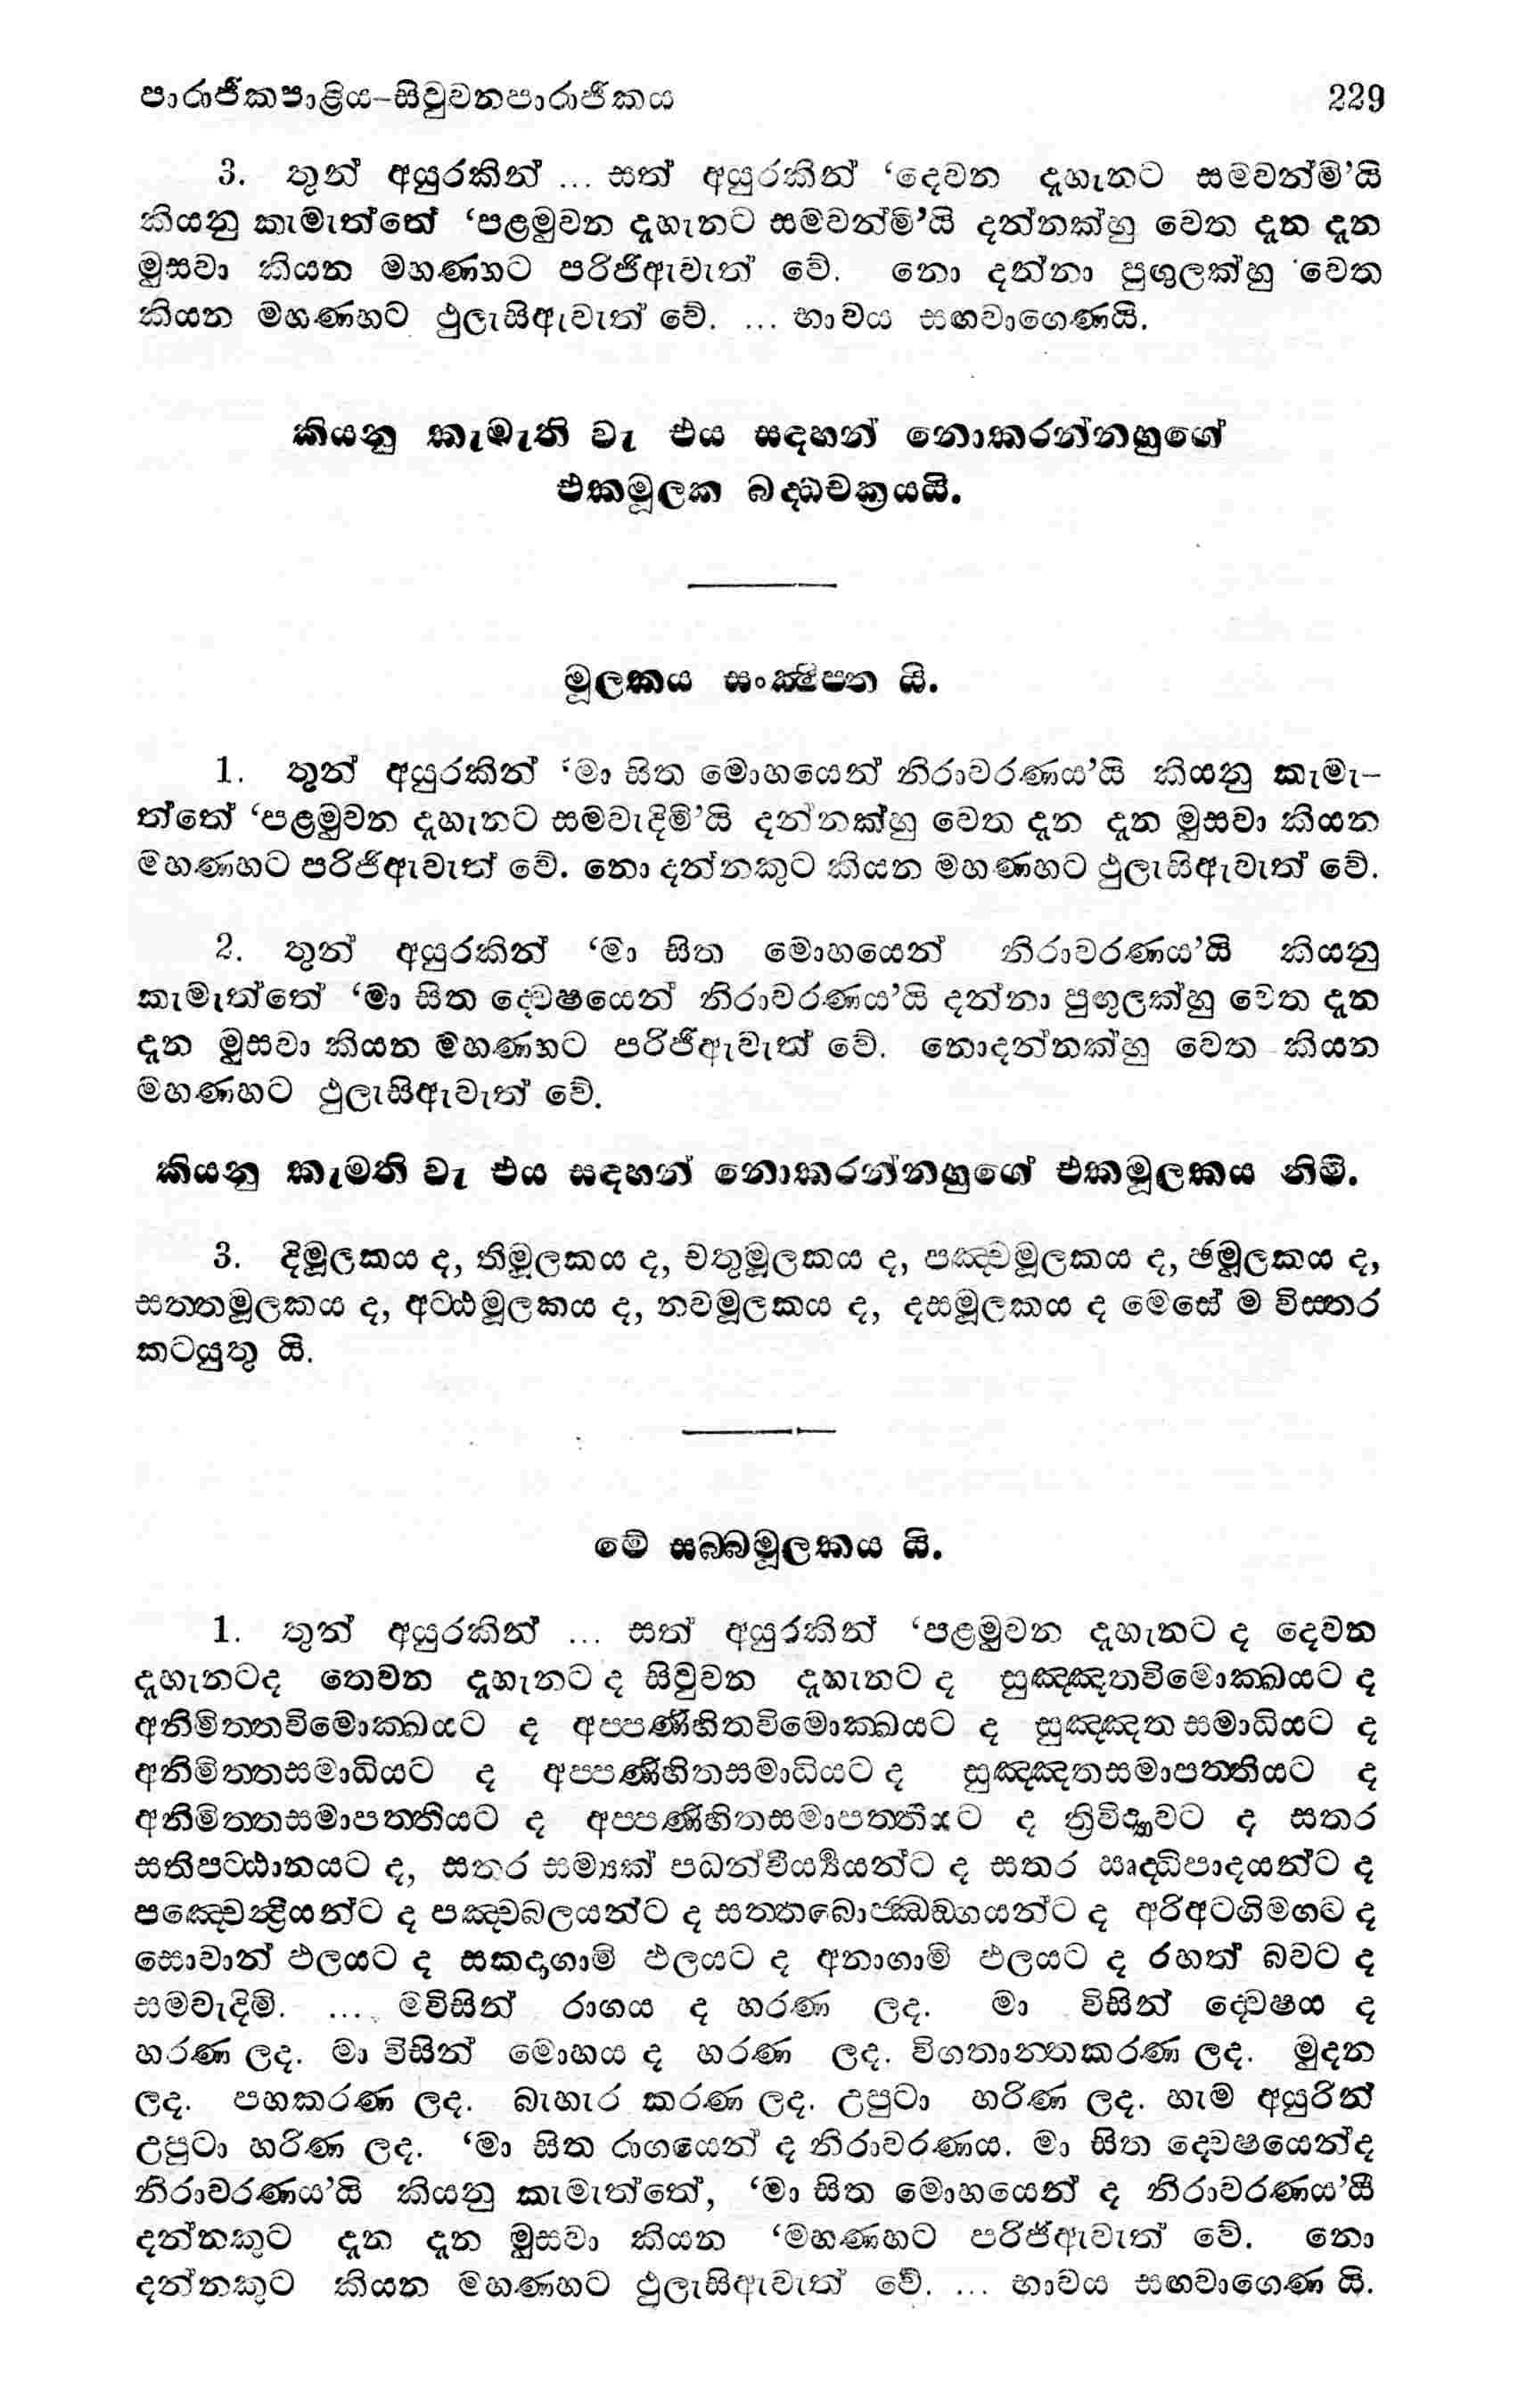 පාරාජිකපාළිය-සිවුවනපාරාජිකය 229
3. තුන් අයුරකින් ... සත් අයුරකින් ‘දෙවන දැහැනට සමවන්මි’යි
කියනු කැමැත්තේ ‘පළමුවන දැහැනට සමවන්මි’යි දන්නක්හු වෙත දැන දැන
මුසවා කියන මහණහට පරිජිඇවැත් වේ. නො දන්නා පුඟුලක්හු වෙත
කියන මහණහට ථුලැසිඇවැත් වේ. ... භාවය සඟවාගෙණයි.
කියනු කැමැති වැ එය සඳහන් නොකරන්නහුගේ
එකමූලක බද්ධචක්‍රයයි.
මූලකය සංක්ෂිප්ත යි.
1. තුන් අයුරකින් ‘මා සිත මොහයෙන් නිරාවරණය’යි කියනු කැමැ-
ත්තේ ‘පළමුවන දැහැනට සමවැදිමි’යි දන්නක්හු වෙත දැන දැන මුසවා කියන
මහණහට පරිජිඇවැත් වේ. නො දන්නකුට කියන මහණහට ථුලැසිඇවැත් වේ.
2. තුන් අයුරකින් ‘මා සිත මොහයෙන් නිරාවරණය’යි කියනු
කැමැත්තේ ‘මා සිත ද්වෙෂයෙන් නිරාවරණය’යි දන්නා පුඟුලක්හු වෙත දැන
දැන මුසවා කියන මහණහට පරිජිඇවැත් වේ. නොදන්නක්හු වෙත කියන
මහණහට ථුලැසිඇවැත් වේ.
කියනු කැමති වැ එය සඳහන් නොකරන්නහුගේ එකමූලකය නිමි.
3. දිමූලකය ද, තිමූලකය ද, චතුමූලකය ද, පඤ්චමූලකය ද, ඡමූලකය ද,
සත්තමූලකය ද, අට්ඨමූලකය ද, නවමූලකය ද, දසමූලකය ද මෙසේ ම විස්තර
කටයුතු යි.
මේ සබ්බමූලකය යි.
1. තුන් අයුරකින් ... සත් අයුරකින් ‘පළමුවන දැහැනට ද දෙවන
දැහැනටද තෙවන දැහැනට ද සිවුවන දැහැනට ද සුඤ්ඤතවිමොක්ඛයට ද
අනිමිත්තවිමොක්ඛයට ද අප්පණිහිතවිමොක්ඛයට ද සුඤ්ඤත සමාධියට ද
අනිමිත්තසමාධියට ද අප්පණිහිතසමාධියට ද සුඤ්ඤතසමාපත්තියට ද
අනිමිත්තසමාපත්තියට ද අප්පණිහිතසමාපත්තියට ද ත්‍රිවිද්‍යාවට ද සතර
සතිපට්ඨානයට ද, සතර සම්‍යක් පධන්වීර්‍ය්‍යයන්ට ද සතර ඍද්ධිපාදයන්ට ද
පඤ්චෙන්ද්‍රියන්ට ද පඤ්චබලයන්ට ද සත්තබොජ්ඣඞ්ගයන්ට ද අරිඅටගිමගට ද
සොවාන් ඵලයට ද සකදාගාමි ඵලයට ද අනාගාමි ඵලයට ද රහත් බවට ද
සමවැදිමි. .... මවිසින් රාගය ද හරණ ලද. මා විසින් ද්වෙෂය ද
හරණ ලද. මා විසින් මොහය ද හරණ ලද. විගතාන්තකරණ ලද. මුදන
ලද. පහකරණ ලද. බැහැර කරණ ලද. උපුටා හරිණ ලද. හැම අයුරින්
උපුටා හරිණ ලද. ‘මා සිත රාගයෙන් ද නිරාවරණය. මා සිත ද්වෙෂයෙන්ද
නිරාවරණය’යි කියනු කැමැත්තේ, ‘මා සිත මොහයෙන් ද නිරාවරණය’යී
දන්නකුට දැන දැන මුසවා කියන ‘මහණහට පරිජිඇවැත් වේ. නො
දන්නකුට කියන මහණහට ථුලැසිඇවැත් වේ. ... භාවය සඟවාගෙණ යි.